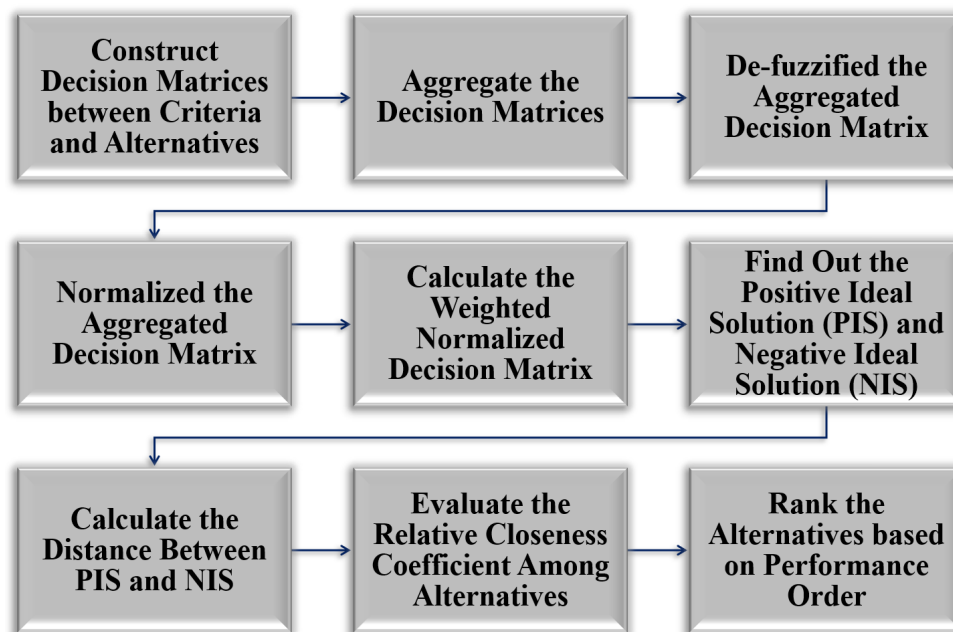 Construct
Decision Matrices
between Criteria
and Alternatives
Aggregate the
Decision Matrices
De-fuzzified the
Aggregated
Decision Matrix
Normalized the
Aggregated
Decision Matrix
Calculate the
Weighted
Normalized
Decision Matrix
Find Out the
Positive Ideal
Solution (PIS) and
Negative Ideal
Solution (NIS)
Calculate the
Distance Between
PIS and NIS
Evaluate the
Relative Closeness
Coefficient Among
Alternatives
Rank the
Alternatives based
on Performance
Order